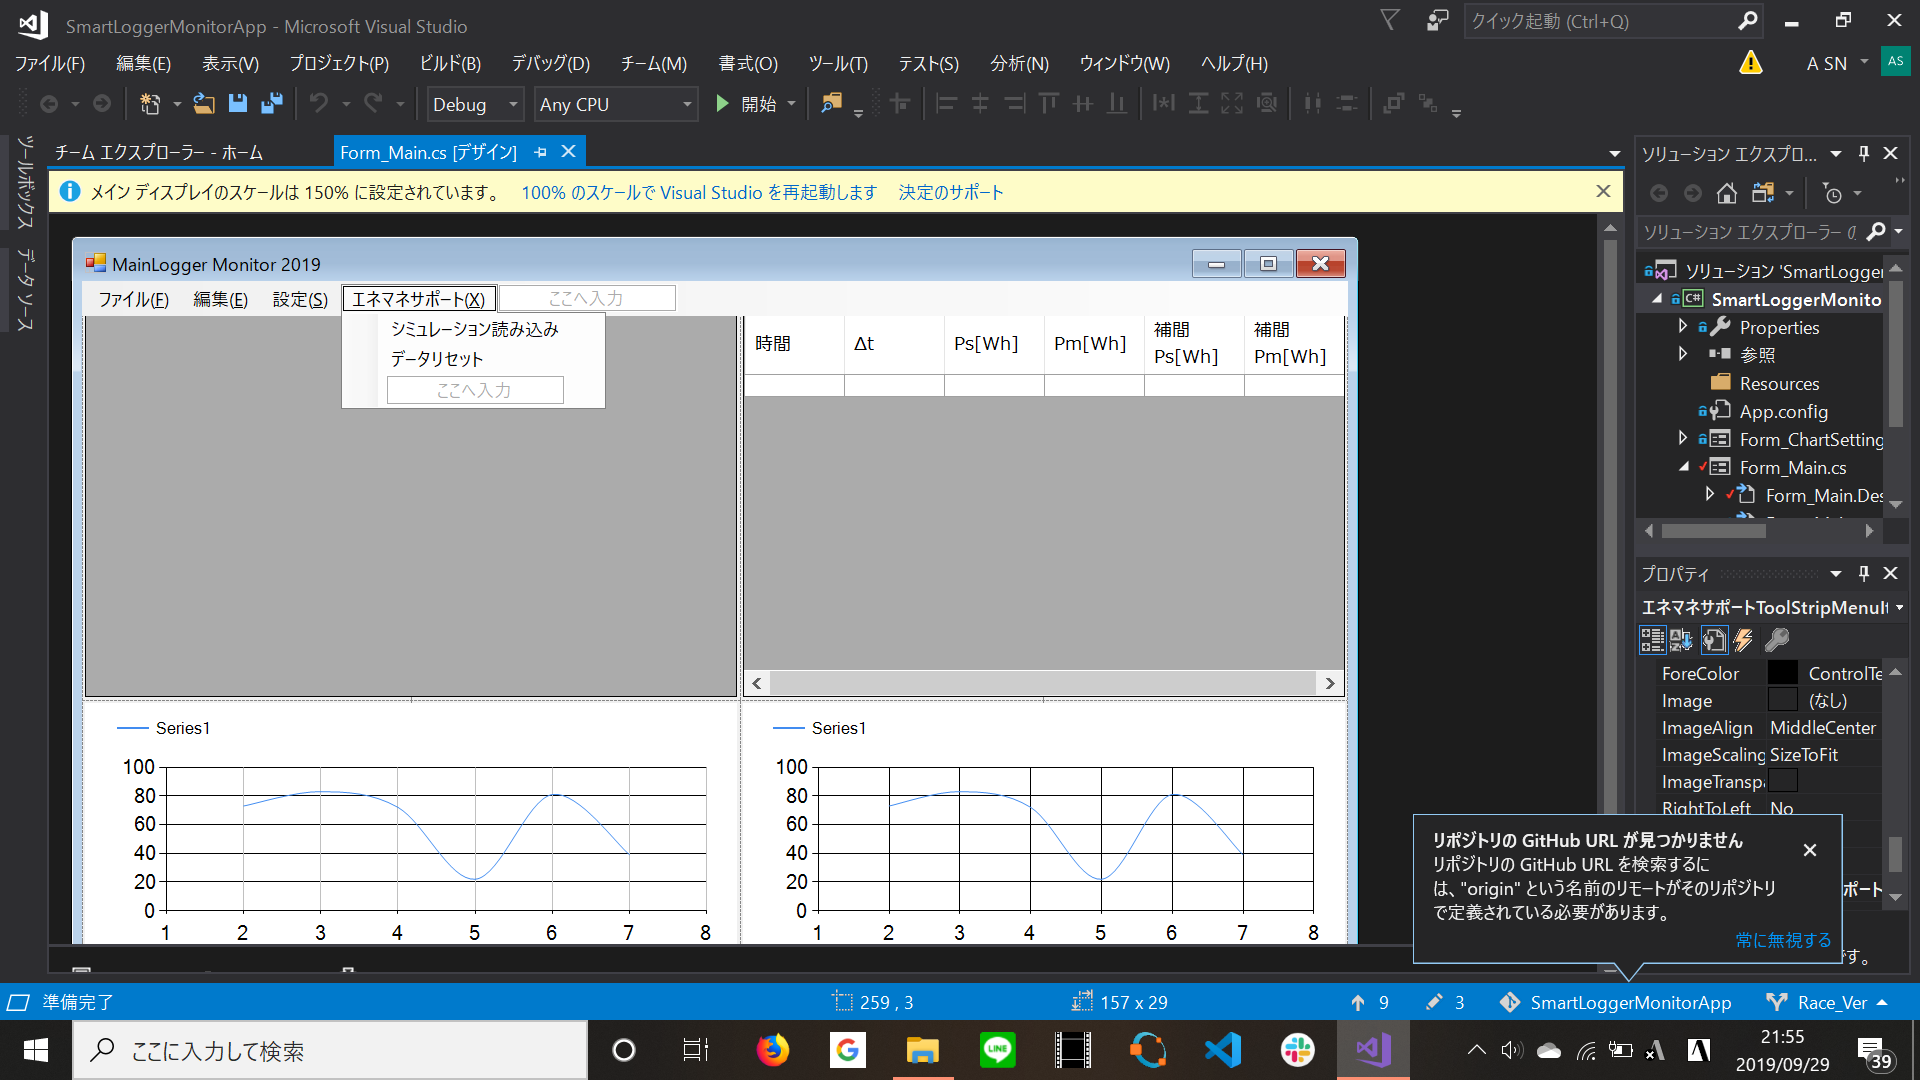 SmartLoggerMonitorApp - Microsoft Visual Studio
クイック起動 (Ctrl+Q)
ファイル(F) 編集(E) 表示(V) プロジェクト(P) ビルド(B) デバッグ(D) チーム(M) 書式(O) ツール(T) テスト(S) 分析(N) ウィンドウ(W) ヘルプ(H)
A SN AS
Debug Any CPU 開始
ツールボックス
データ ソース
チーム エクスプローラー - ホーム
Form_Main.cs [デザイン]
メイン ディスプレイのスケールは 150% に設定されています。 100% のスケールで Visual Studio を再起動します 決定のサポート
MainLogger Monitor 2019
ファイル(F) 編集(E) 設定(S) エネマネサポート(X) ここへ入力
シミュレーション読み込み
データリセット
ここへ入力
時間 Δt Ps[Wh] Pm[Wh] 補間 Ps[Wh] 補間 Pm[Wh]
Series1
100
80
60
40
20
0
1 2 3 4 5 6 7 8
Series1
100
80
60
40
20
0
1 2 3 4 5 6 7 8
ソリューション エクスプロ...
ソリューション エクスプローラー
ソリューション 'SmartLogger
C# SmartLoggerMonito
Properties
参照
Resources
App.config
Form_ChartSetting
Form_Main.cs
Form_Main.Des
プロパティ
エネマネサポートToolStripMenuIt
ForeColor ControlTe
Image (なし)
ImageAlign MiddleCenter
ImageScaling SizeToFit
ImageTransp
RightToLeft No
ポート
す。
リポジトリの GitHub URL が見つかりません
リポジトリの GitHub URL を検索するに
は、"origin" という名前のリモートがそのリポジトリ
で定義されている必要があります。
常に無視する
準備完了 259 , 3 157 x 29 9 3 SmartLoggerMonitorApp Race_Ver
ここに入力して検索
LINE
21:55
2019/09/29
39